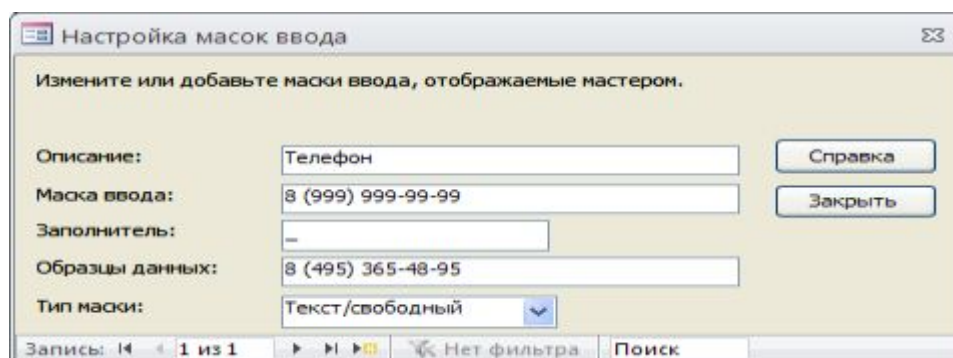 Настройка масок ввода
Измените или добавьте маски ввода, отображаемые мастером.
Описание: Телефон Справка
Маска ввода: 8 (999) 999-99-99 Закрыть
Заполнитель: _
Образцы данных: 8 (495) 365-48-95
Тип маски: Текст/свободный
Запись: 1 из 1 Нет фильтра Поиск